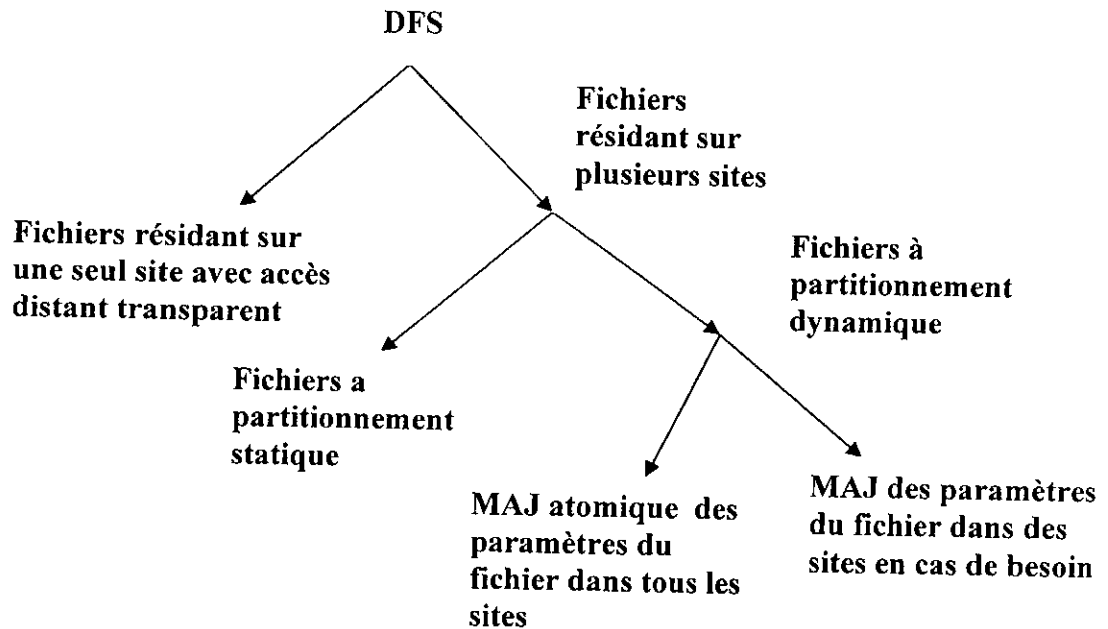 DFS
Fichiers
résidant sur
plusieurs sites
Fichiers résidant sur
une seul site avec accès
distant transparent
Fichiers à
partitionnement
dynamique
Fichiers a
partitionnement
statique
MAJ atomique des
paramètres du
fichier dans tous les
sites
MAJ des paramètres
du fichier dans des
sites en cas de besoin